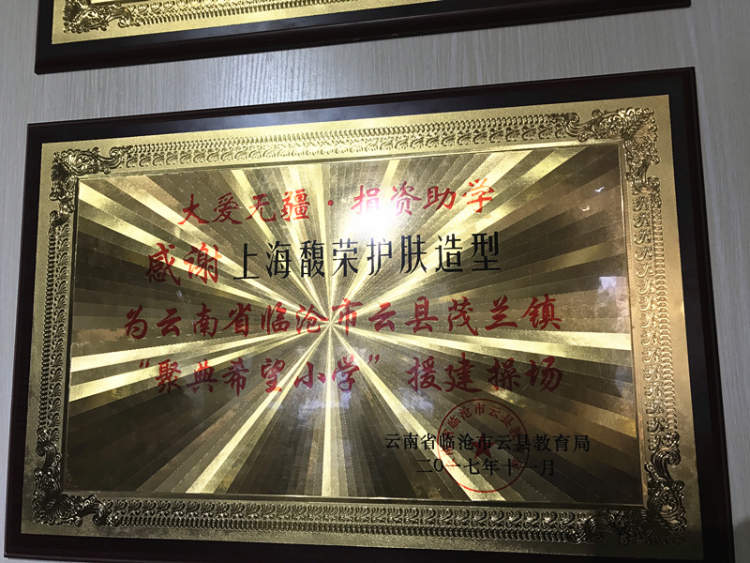 大爱无疆·捐资助学
感谢上海馥荣护肤造型
为云南省临沧市云县茂兰镇
“聚典希望小学”援建操场
云南省临沧市云县教育局
二〇一七年十一月